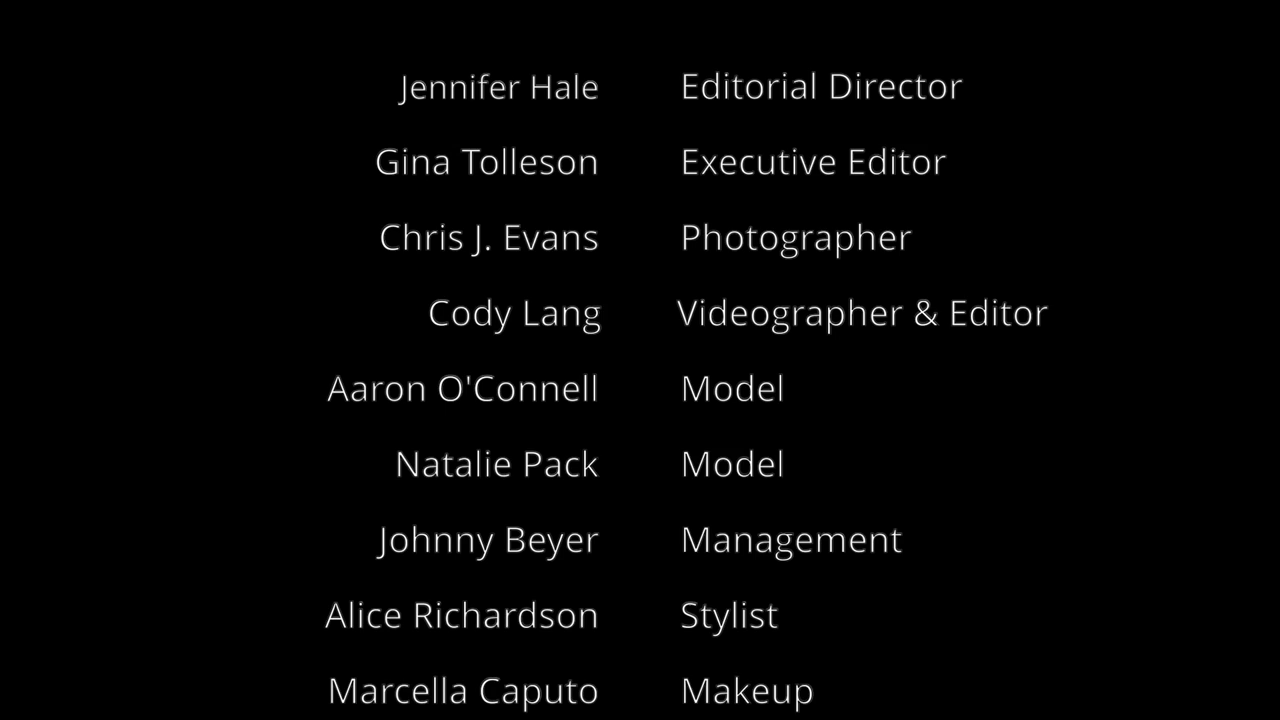 Jennifer Hale Editorial Director
Gina Tolleson Executive Editor
Chris J. Evans Photographer
Cody Lang Videographer & Editor
Aaron O'Connell Model
Natalie Pack Model
Johnny Beyer Management
Alice Richardson Stylist
Marcella Caputo Makeup